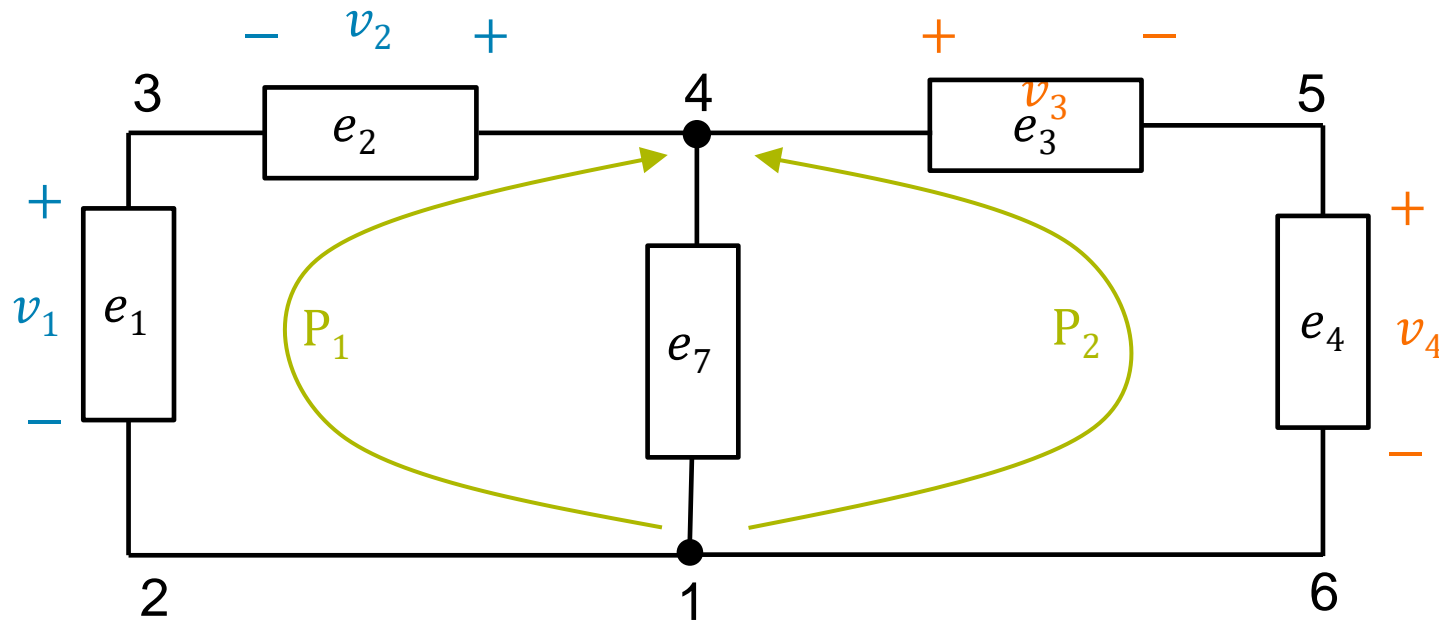 − v₂ + + −
3 4 5
e₂ v₃
e₃
+ +
v₁ e₁ P₁ e₇ P₂ e₄ v₄
− −
2 1 6